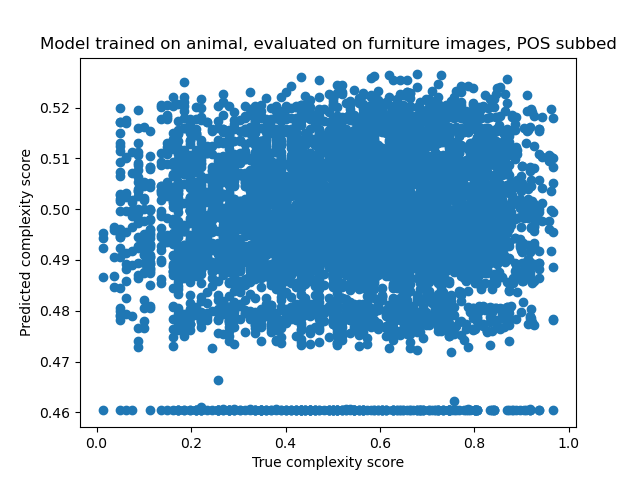 Model trained on animal, evaluated on furniture images, POS subbed
Predicted complexity score
0.52
0.51
0.50
0.49
0.48
0.47
0.46
0.0 0.2 0.4 0.6 0.8 1.0
True complexity score